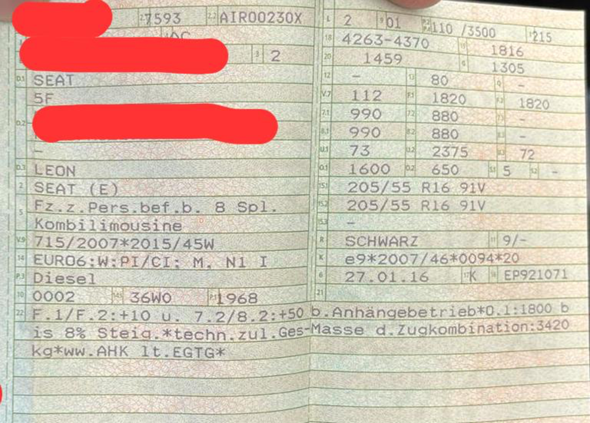 7593 AIR00230X
2
SEAT
5F
–
LEON
SEAT (E)
Fz.z.Pers.bef.b. 8 Spl.
Kombilimousine
715/2007*2015/45W
EURO6;W;PI/CI; M, N1 I
Diesel
0002 36W0 1968
2 01 110 /3500 215
4263-4370 1816
1459 1305
– 80 –
112 1820 1820
990 880 –
990 880 –
73 2375 72
1600 650 5 –
205/55 R16 91V
205/55 R16 91V
–
SCHWARZ 9/–
e9*2007/46*0094*20
27.01.16 K EP921071
F.1/F.2:+10 u. 7.2/8.2:+50 b.Anhängebetrieb*O.1:1800 b
is 8% Steig.*techn.zul.Ges-Masse d.Zugkombination:3420
kg*ww.AHK lt.EGTG*